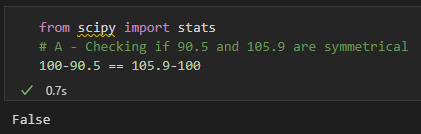 from scipy import stats
# A - Checking if 90.5 and 105.9 are symmetrical
100-90.5 == 105.9-100
0.7s
False